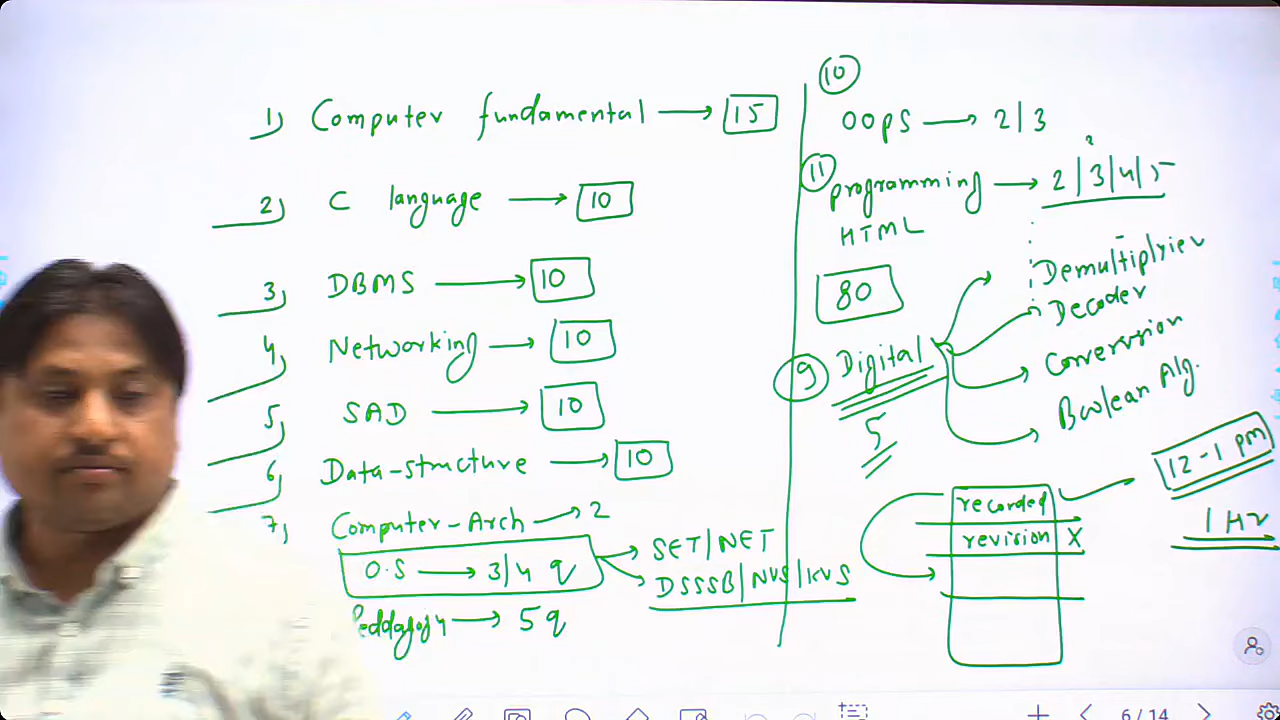 1) Computer fundamental → 15
2) C language → 10
3) DBMS → 10
4) Networking → 10
5) SAD → 10
6) Data-structure → 10
7) Computer-Arch → 2
O.S → 3/4 q
SET/NET
DSSSB/NVS/KVS
→ 5 q
10
OOPS → 2/3
11
programming → 2/3/4/5
HTML
80
9 Digital
5
Demultiplxier
Decoder
Conversion
Boolean Alg.
12-1 pm
1 Hr
recorded
revision X
6/14